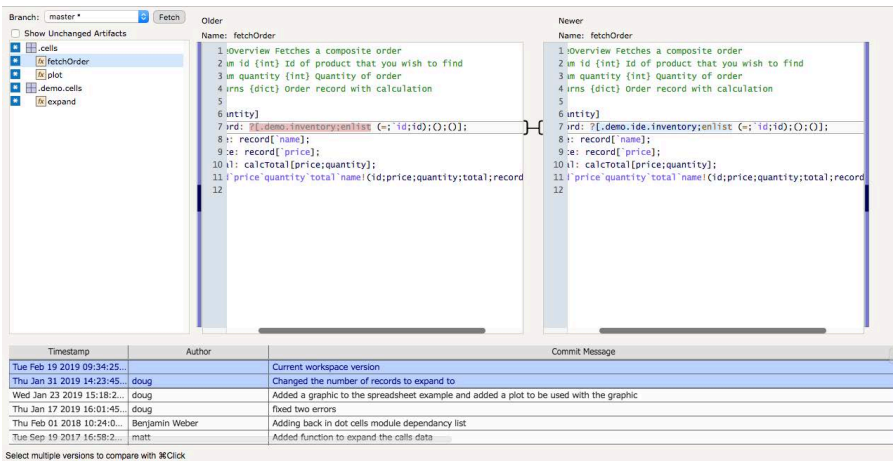 Branch: master * Fetch
Show Unchanged Artifacts
.cells
fx fetchOrder
fx plot
.demo.cells
fx expand
Older
Name: fetchOrder
1 eOverview Fetches a composite order
2 am id {int} Id of product that you wish to find
3 am quantity {int} Quantity of order
4 urns {dict} Order record with calculation
5
6 antity]
7 ord: ?[.demo.inventory;enlist (=;`id;id);();()];
8 e: record[`name];
9 ce: record[`price];
10 al: calcTotal[price;quantity];
11 d`price`quantity`total`name!(id;price;quantity;total;record
12
Newer
Name: fetchOrder
1 eOverview Fetches a composite order
2 am id {int} Id of product that you wish to find
3 am quantity {int} Quantity of order
4 urns {dict} Order record with calculation
5
6 antity]
7 ord: ?[.demo.ide.inventory;enlist (=;`id;id);();()];
8 e: record[`name];
9 ce: record[`price];
10 al: calcTotal[price;quantity];
11 d`price`quantity`total`name!(id;price;quantity;total;record
12
Timestamp Author Commit Message
Tue Feb 19 2019 09:34:25... Current workspace version
Thu Jan 31 2019 14:23:45... doug Changed the number of records to expand to
Wed Jan 23 2019 15:18:2... doug Added a graphic to the spreadsheet example and added a plot to be used with the graphic
Thu Jan 17 2019 16:01:45... doug fixed two errors
Thu Feb 01 2018 10:24:0... Benjamin Weber Adding back in dot cells module dependancy list
Tue Sep 19 2017 16:58:2... matt Added function to expand the calls data
Select multiple versions to compare with ⌘Click